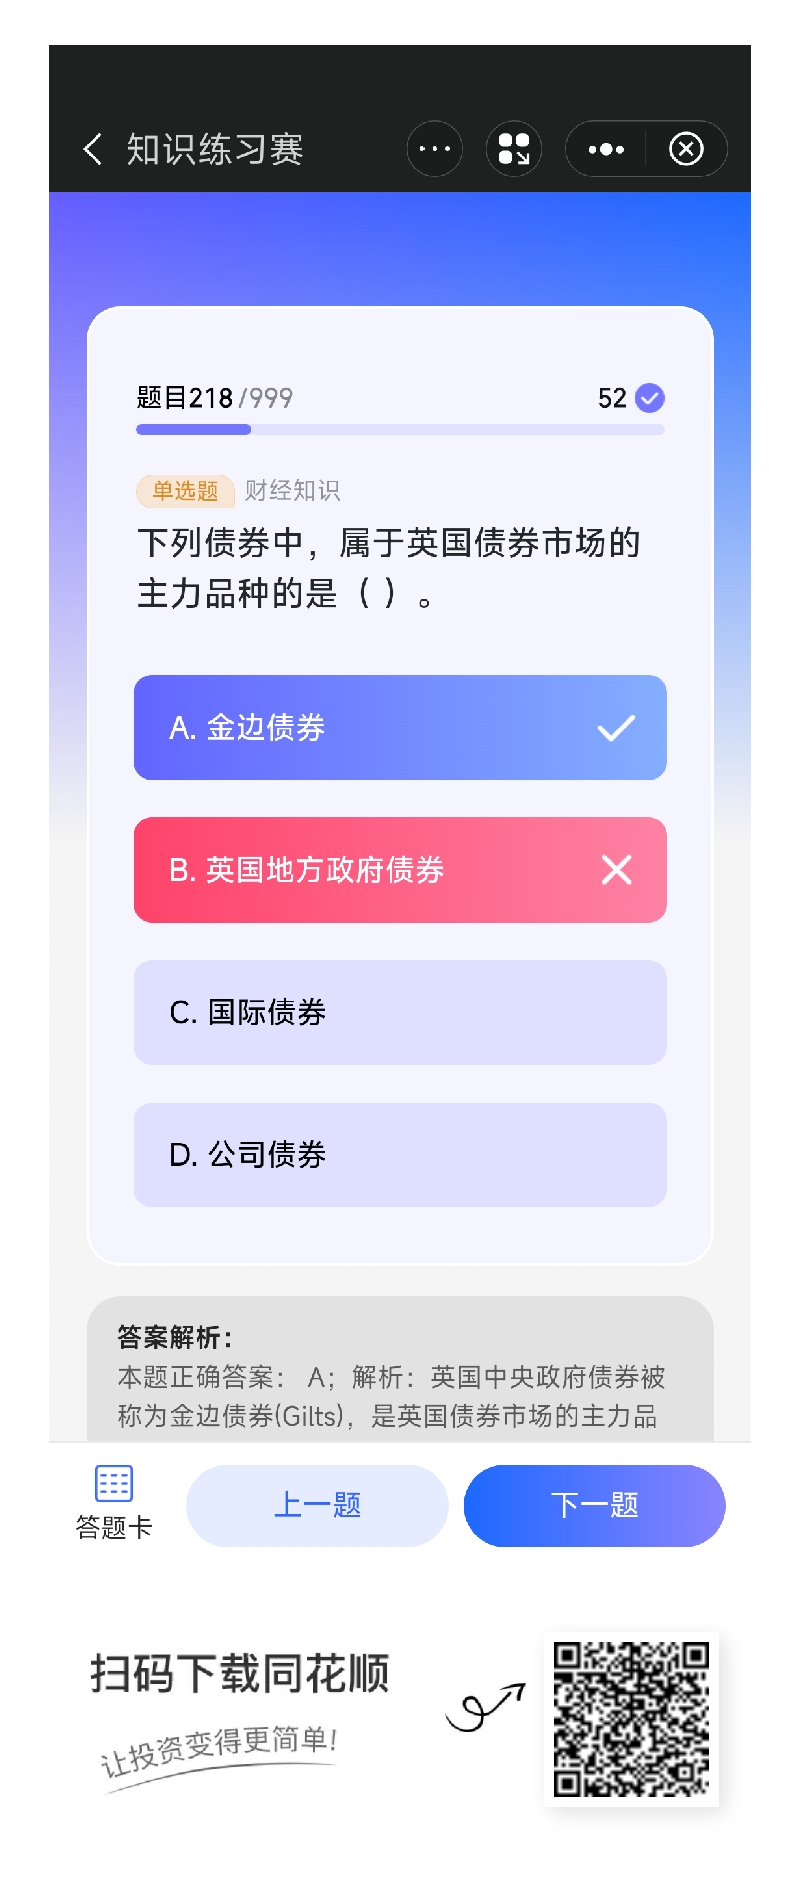 知识练习赛
题目218/999
52
单选题 财经知识
下列债券中，属于英国债券市场的
主力品种的是（ ）。
A. 金边债券
B. 英国地方政府债券
C. 国际债券
D. 公司债券
答案解析：
本题正确答案： A；解析：英国中央政府债券被
称为金边债券(Gilts)，是英国债券市场的主力品
答题卡
上一题
下一题
扫码下载同花顺
让投资变得更简单!